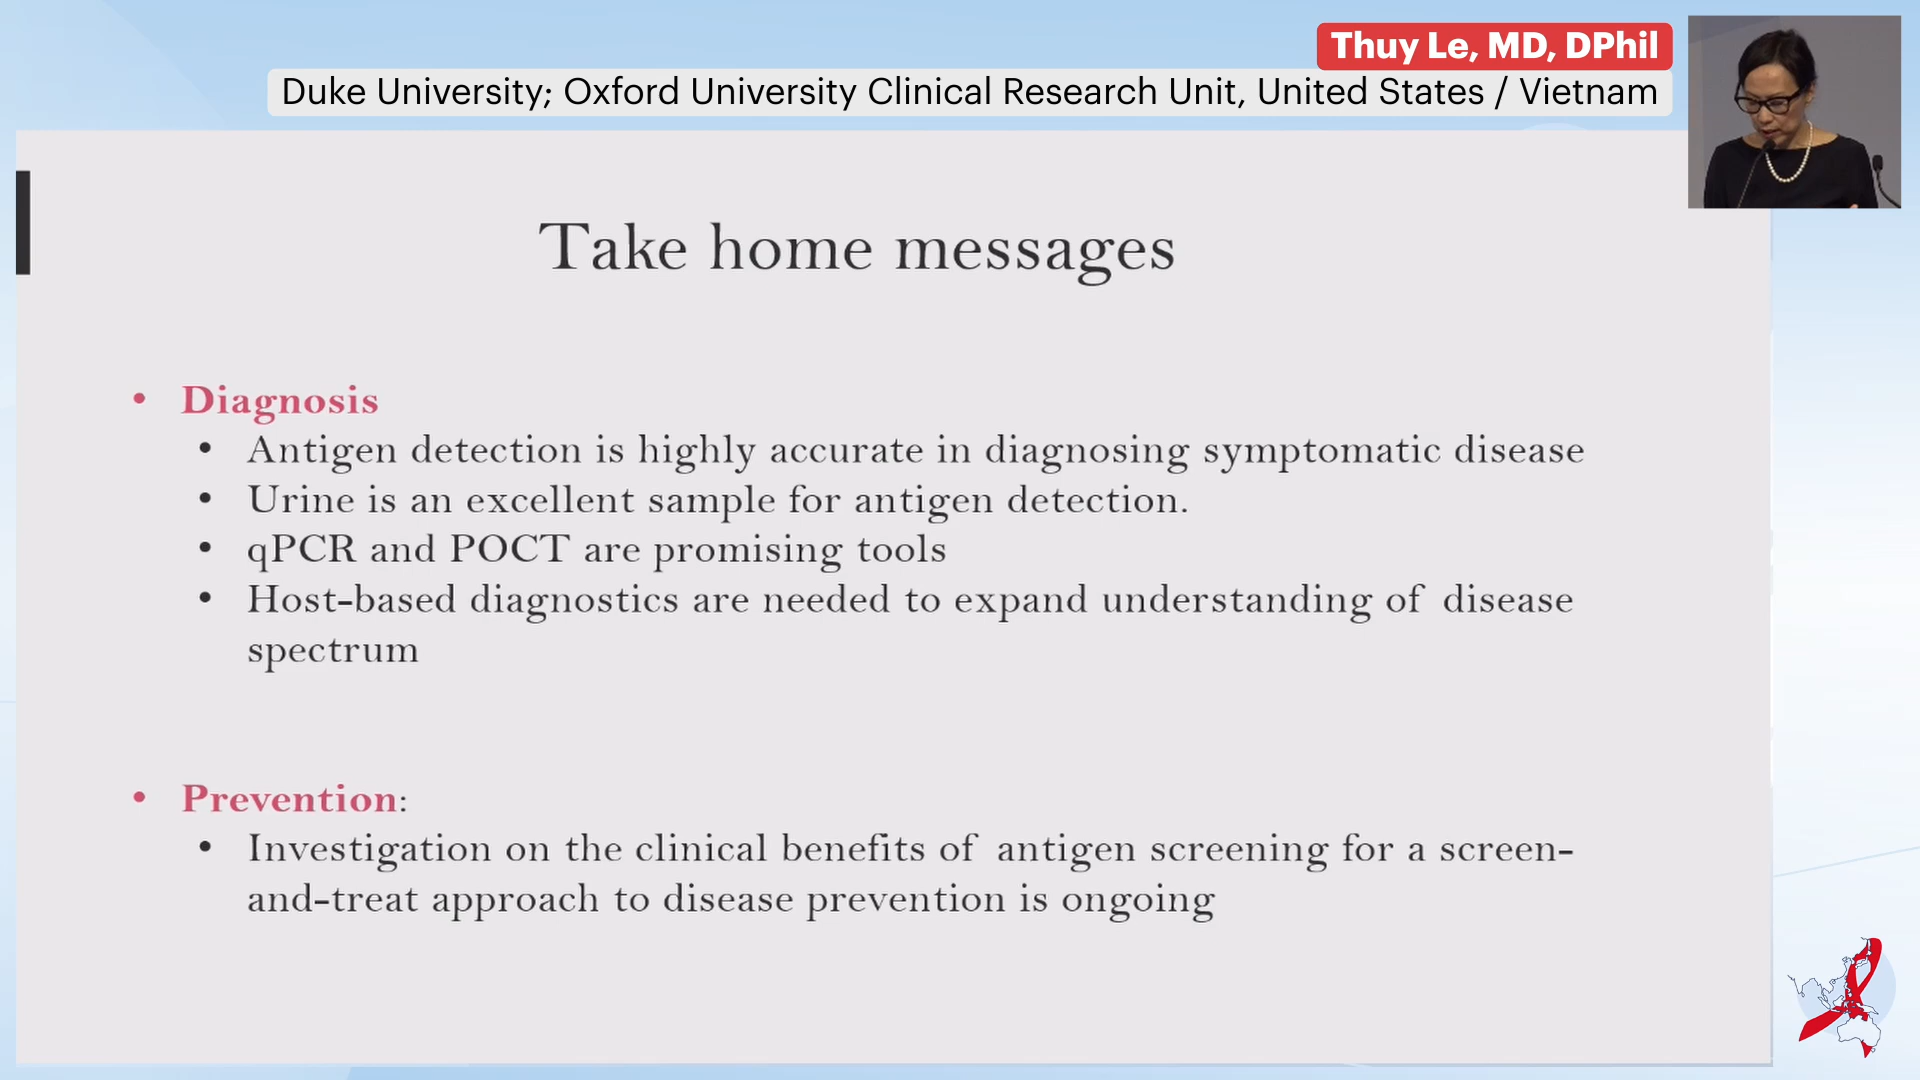 Thuy Le, MD, DPhil
Duke University; Oxford University Clinical Research Unit, United States / Vietnam
Take home messages
• Diagnosis
• Antigen detection is highly accurate in diagnosing symptomatic disease
• Urine is an excellent sample for antigen detection.
• qPCR and POCT are promising tools
• Host-based diagnostics are needed to expand understanding of disease
spectrum
• Prevention:
• Investigation on the clinical benefits of antigen screening for a screen-
and-treat approach to disease prevention is ongoing